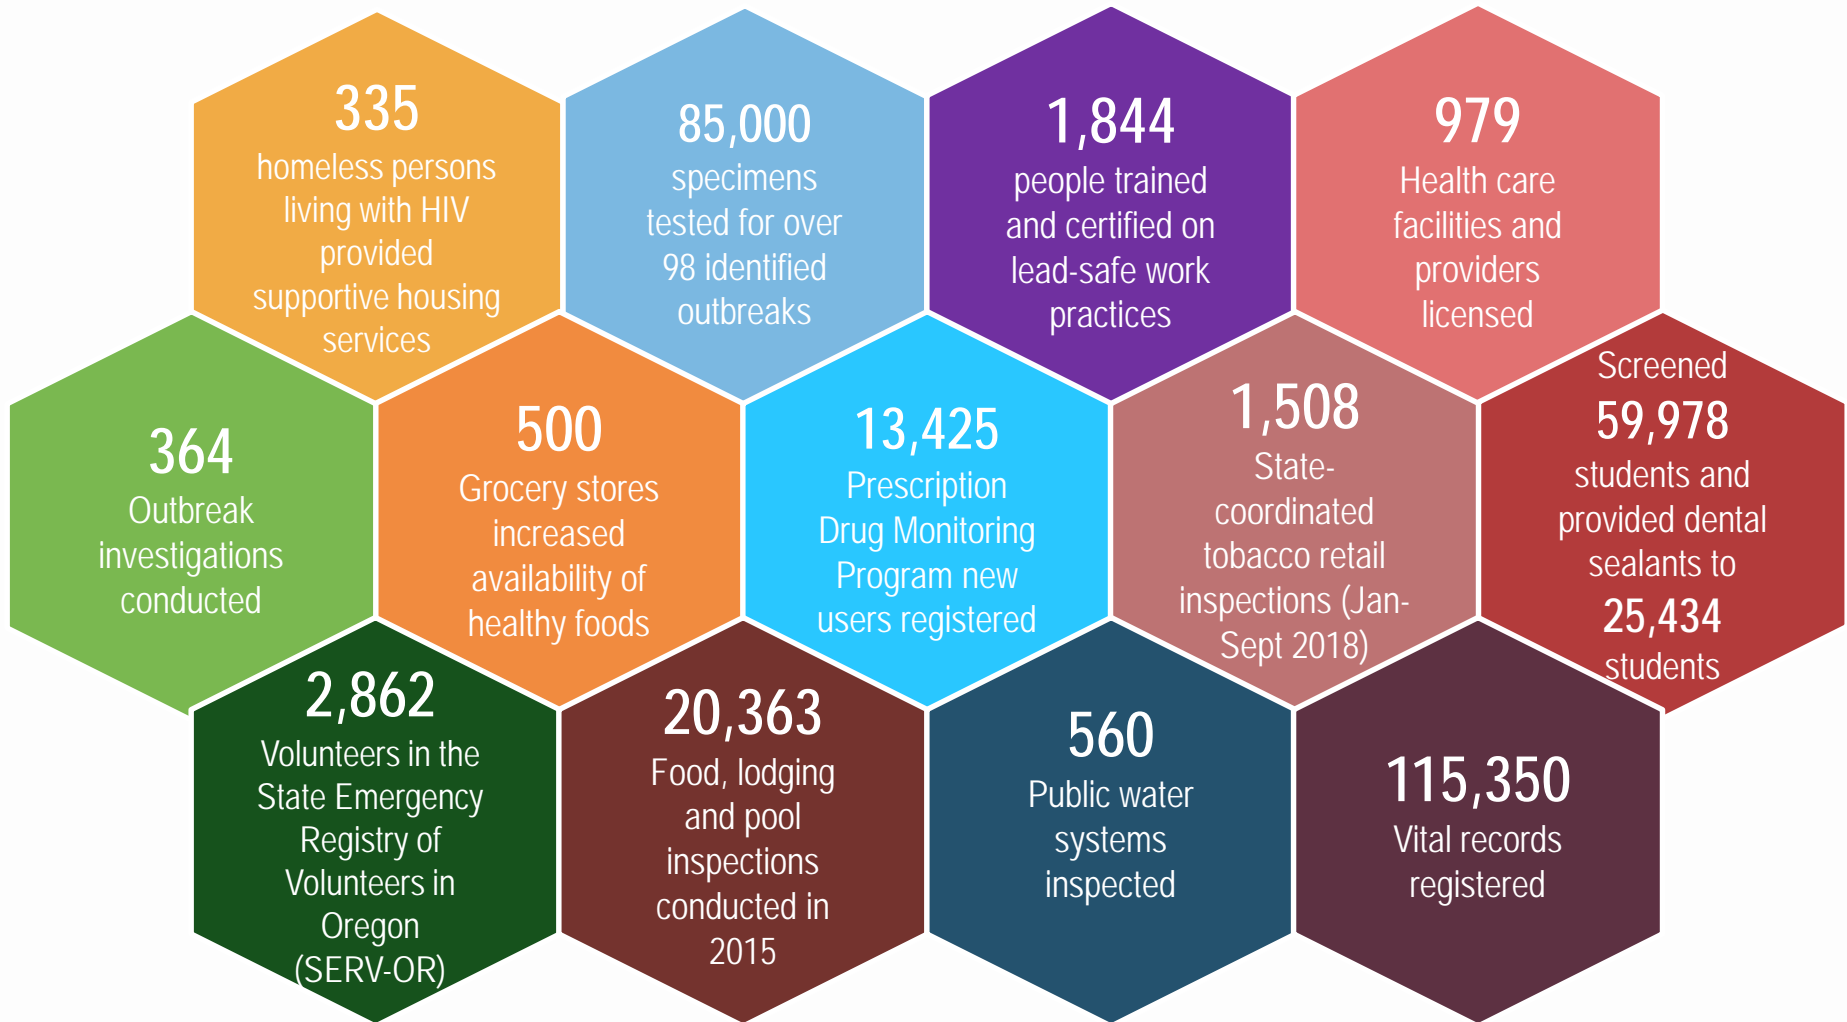 335
homeless persons
living with HIV
provided
supportive housing
services
85,000
specimens
tested for over
98 identified
outbreaks
1,844
people trained
and certified on
lead-safe work
practices
979
Health care
facilities and
providers
licensed
364
Outbreak
investigations
conducted
500
Grocery stores
increased
availability of
healthy foods
13,425
Prescription
Drug Monitoring
Program new
users registered
1,508
State-
coordinated
tobacco retail
inspections (Jan-
Sept 2018)
Screened
59,978
students and
provided dental
sealants to
25,434
students
2,862
Volunteers in the
State Emergency
Registry of
Volunteers in
Oregon
(SERV-OR)
20,363
Food, lodging
and pool
inspections
conducted in
2015
560
Public water
systems
inspected
115,350
Vital records
registered